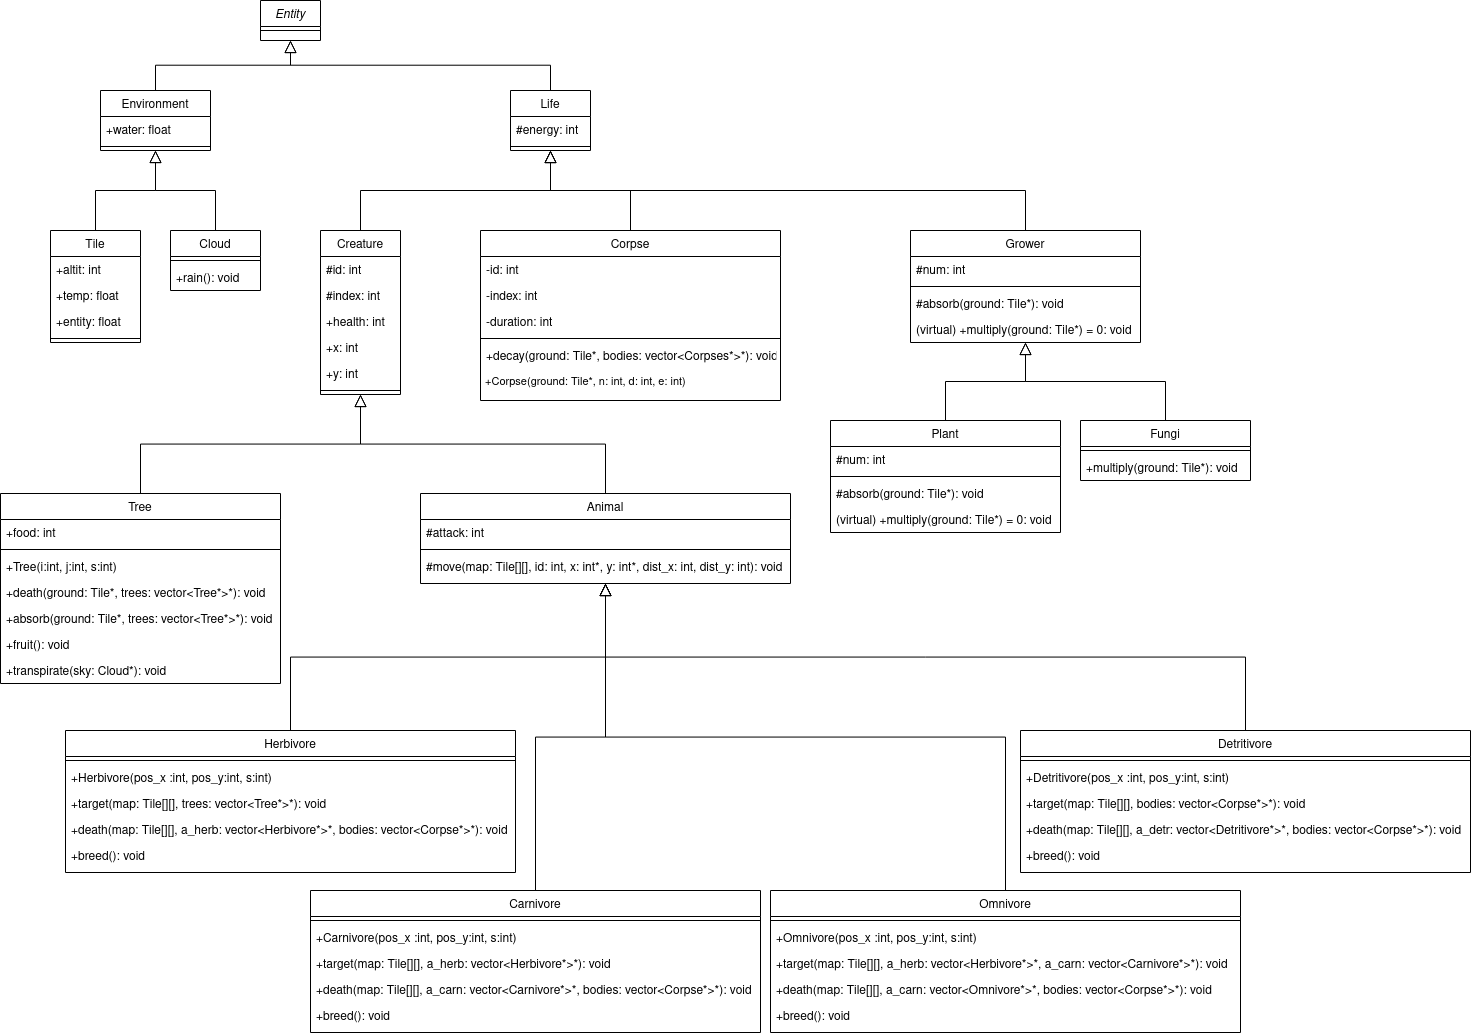 Entity
Environment
+water: float
Life
#energy: int
Tile
+altit: int
+temp: float
+entity: float
Cloud
+rain(): void
Creature
#id: int
#index: int
+health: int
+x: int
+y: int
Corpse
-id: int
-index: int
-duration: int
+decay(ground: Tile*, bodies: vector<Corpses*>*): void
+Corpse(ground: Tile*, n: int, d: int, e: int)
Grower
#num: int
#absorb(ground: Tile*): void
(virtual) +multiply(ground: Tile*) = 0: void
Plant
#num: int
#absorb(ground: Tile*): void
(virtual) +multiply(ground: Tile*) = 0: void
Fungi
+multiply(ground: Tile*): void
Tree
+food: int
+Tree(i:int, j:int, s:int)
+death(ground: Tile*, trees: vector<Tree*>*): void
+absorb(ground: Tile*, trees: vector<Tree*>*): void
+fruit(): void
+transpirate(sky: Cloud*): void
Animal
#attack: int
#move(map: Tile[][], id: int, x: int*, y: int*, dist_x: int, dist_y: int): void
Herbivore
+Herbivore(pos_x :int, pos_y:int, s:int)
+target(map: Tile[][], trees: vector<Tree*>*): void
+death(map: Tile[][], a_herb: vector<Herbivore*>*, bodies: vector<Corpse*>*): void
+breed(): void
Detritivore
+Detritivore(pos_x :int, pos_y:int, s:int)
+target(map: Tile[][], bodies: vector<Corpse*>*): void
+death(map: Tile[][], a_detr: vector<Detritivore*>*, bodies: vector<Corpse*>*): void
+breed(): void
Carnivore
+Carnivore(pos_x :int, pos_y:int, s:int)
+target(map: Tile[][], a_herb: vector<Herbivore*>*): void
+death(map: Tile[][], a_carn: vector<Carnivore*>*, bodies: vector<Corpse*>*): void
+breed(): void
Omnivore
+Omnivore(pos_x :int, pos_y:int, s:int)
+target(map: Tile[][], a_herb: vector<Herbivore*>*, a_carn: vector<Carnivore*>*): void
+death(map: Tile[][], a_carn: vector<Omnivore*>*, bodies: vector<Corpse*>*): void
+breed(): void